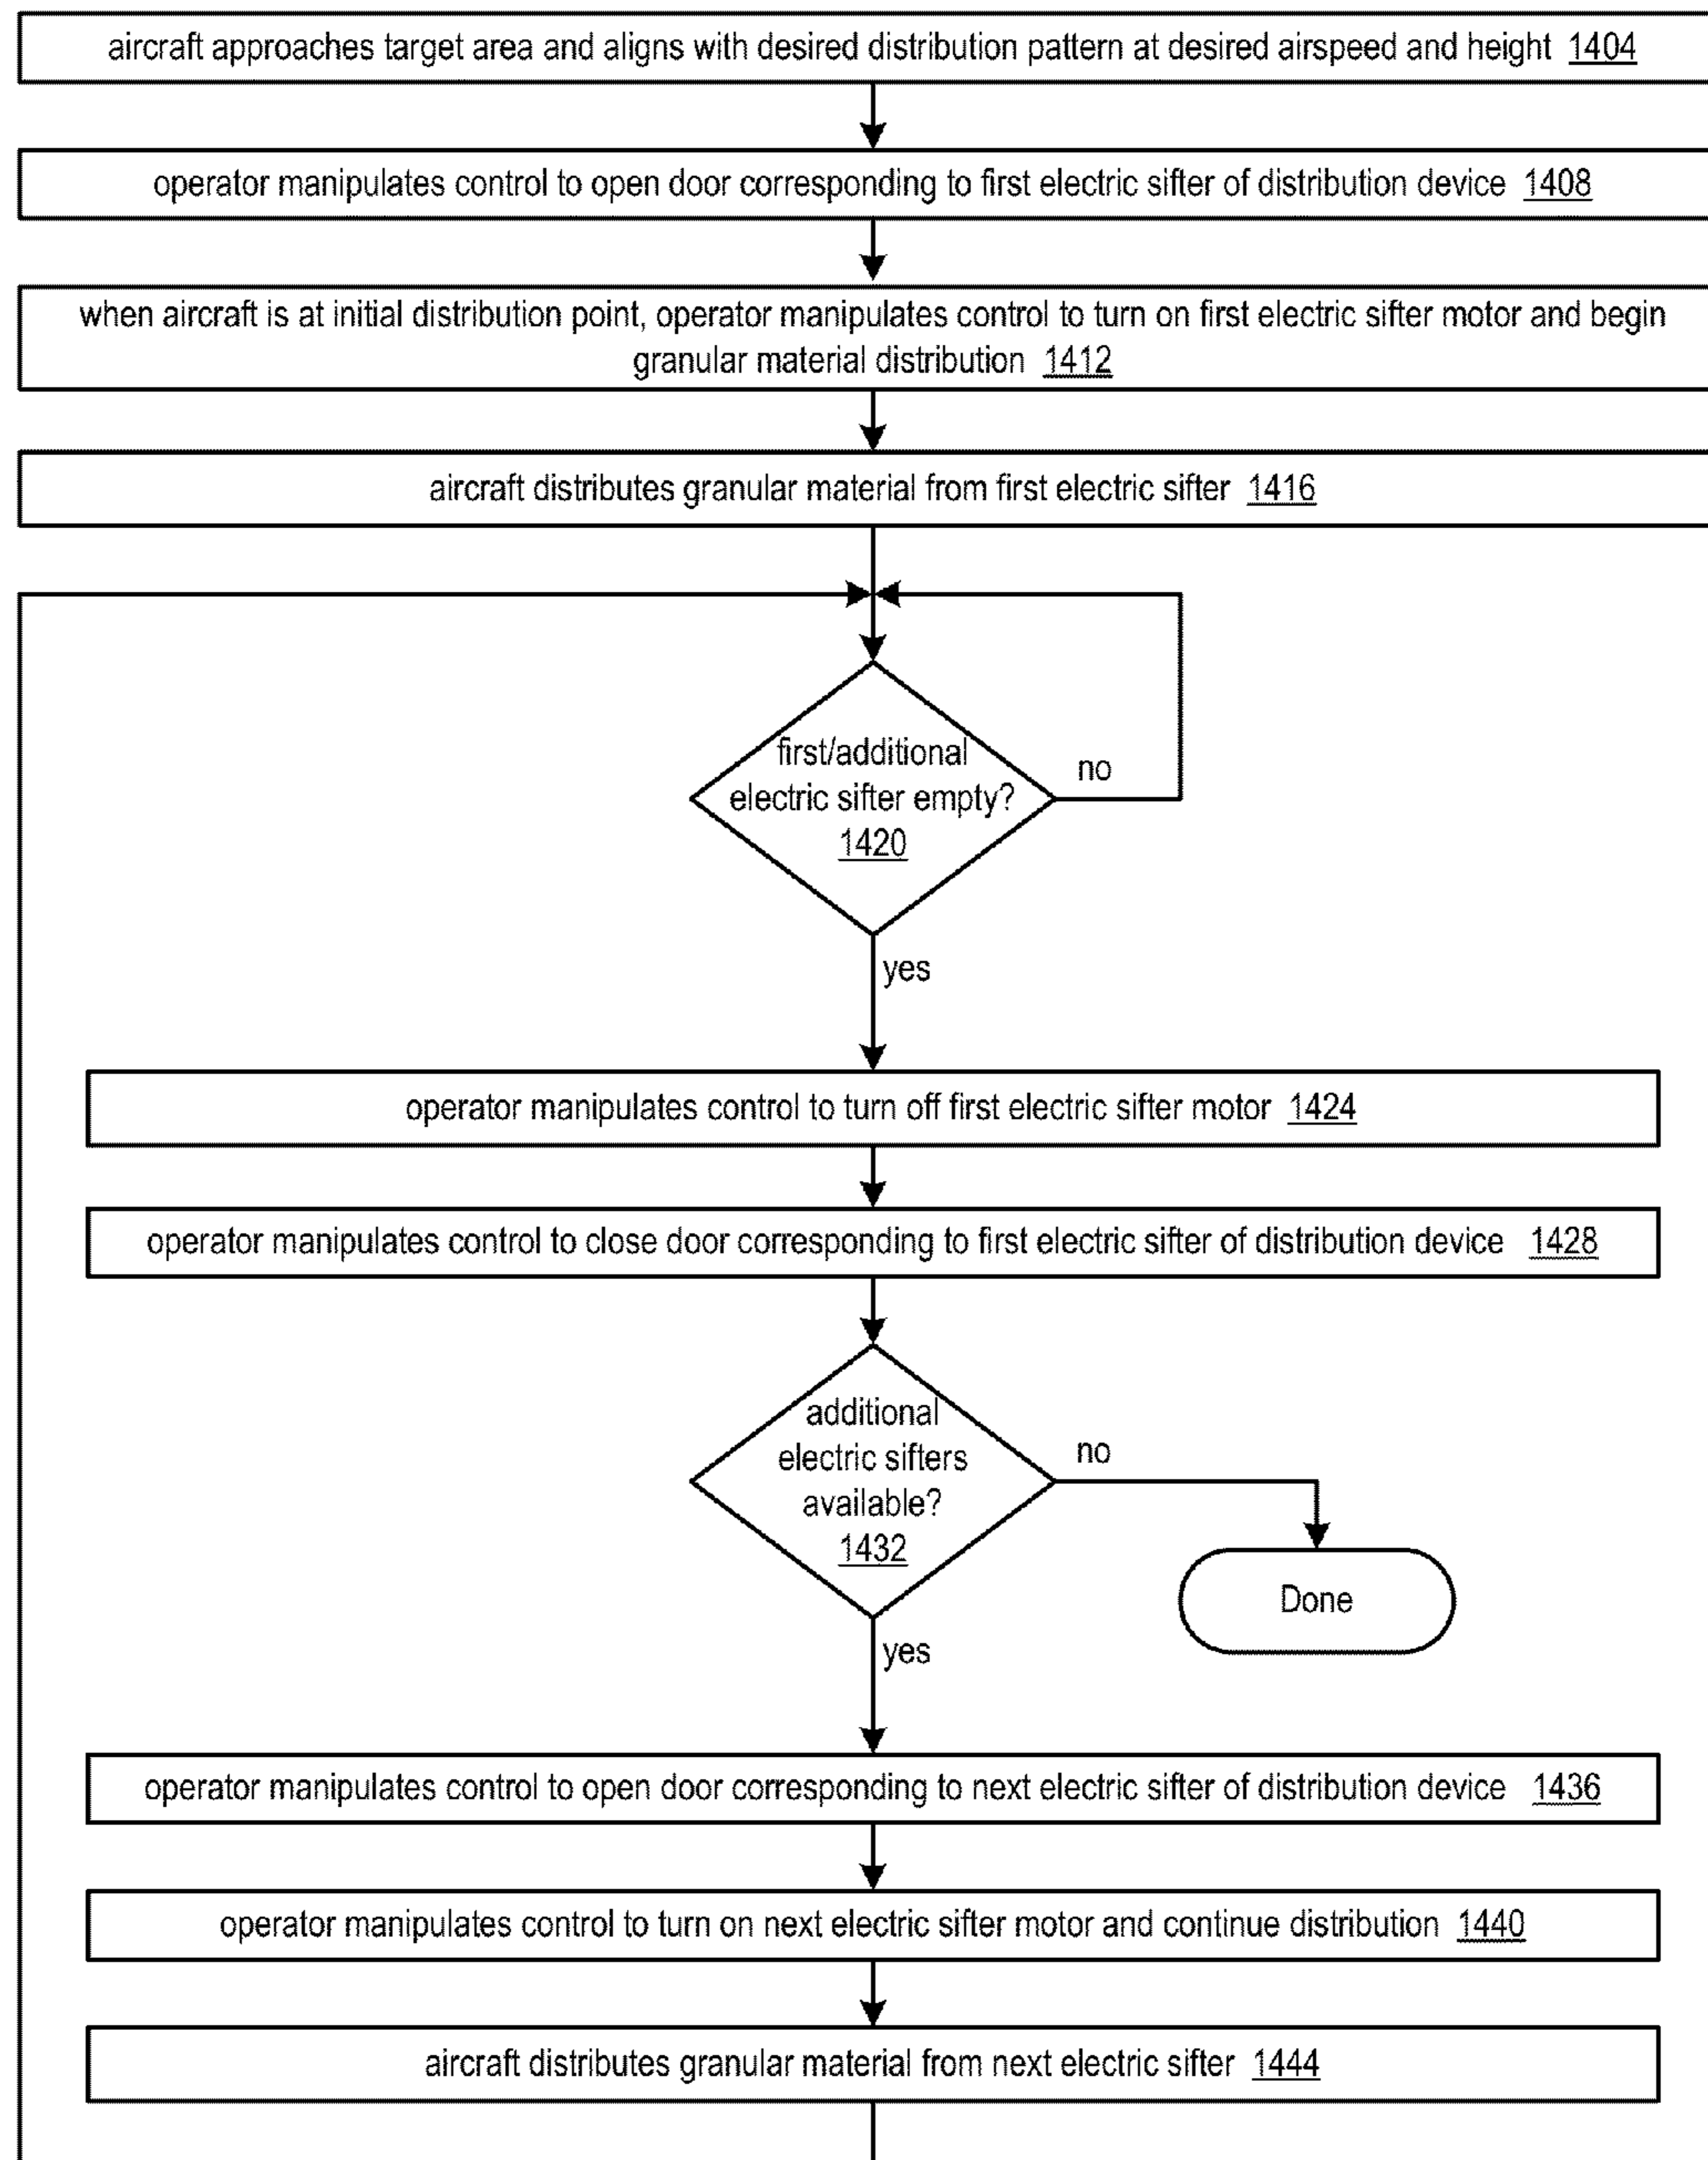 aircraft approaches target area and aligns with desired distribution pattern at desired airspeed and height 1404
operator manipulates control to open door corresponding to first electric sifter of distribution device 1408
when aircraft is at initial distribution point, operator manipulates control to turn on first electric sifter motor and begin
granular material distribution 1412
aircraft distributes granular material from first electric sifter 1416
first/additional
electric sifter empty?
1420
no
yes
operator manipulates control to turn off first electric sifter motor 1424
operator manipulates control to close door corresponding to first electric sifter of distribution device 1428
additional
electric sifters
available?
1432
no
Done
yes
operator manipulates control to open door corresponding to next electric sifter of distribution device 1436
operator manipulates control to turn on next electric sifter motor and continue distribution 1440
aircraft distributes granular material from next electric sifter 1444